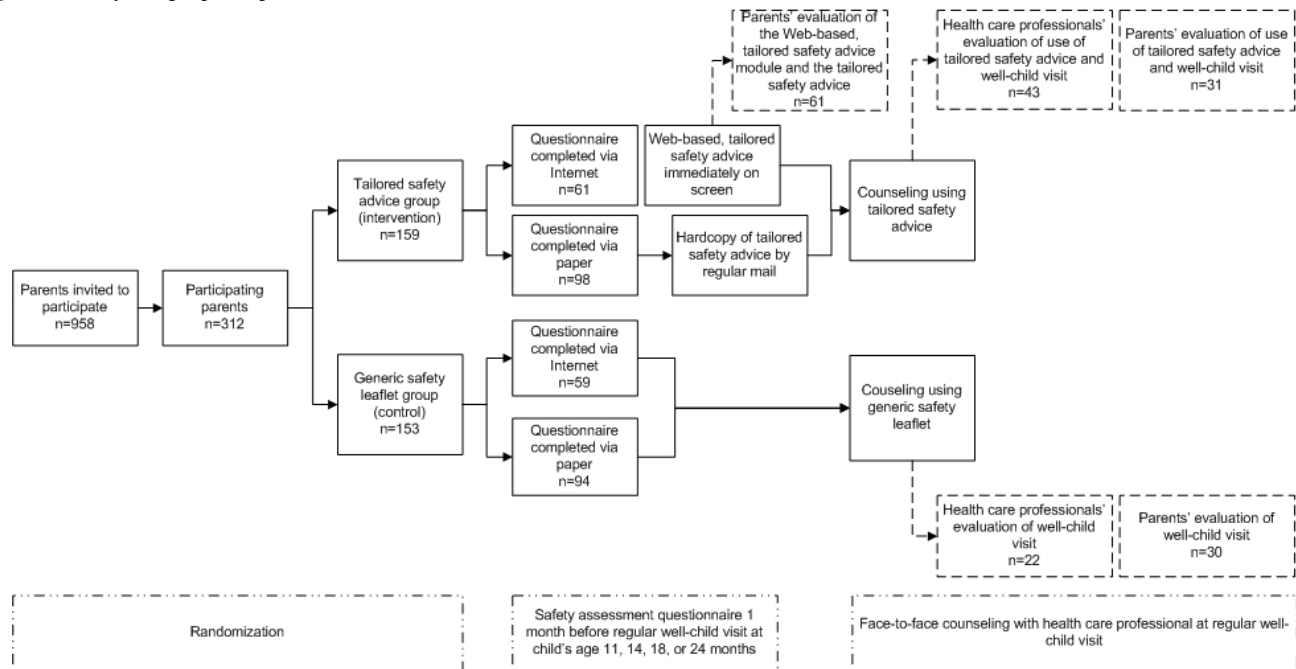 Parents' evaluation of
the Web-based,
tailored safety advice
module and the tailored
safety advice
n=61
Health care professionals'
evaluation of use of
tailored safety advice
and well-child visit
n=43
Parents' evaluation of use
of tailored safety advice
and well-child visit
n=31
Questionnaire
completed via
Internet
n=61
Web-based, tailored
safety advice
immediately on
screen
Tailored safety
advice group
(intervention)
n=159
Counseling using
tailored safety
advice
Questionnaire
completed via
paper
n=98
Hardcopy of tailored
safety advice by
regular mail
Parents invited to
participate
n=958
Participating
parents
n=312
Questionnaire
completed via
Internet
n=59
Generic safety
leaflet group
(control)
n=153
Couseling using
generic safety
leaflet
Questionnaire
completed via
paper
n=94
Health care professionals'
evaluation of well-child
visit
n=22
Parents' evaluation of
well-child visit
n=30
Randomization
Safety assessment questionnaire 1
month before regular well-child visit at
child's age 11, 14, 18, or 24 months
Face-to-face counseling with health care professional at regular well-
child visit